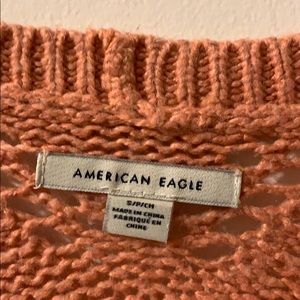 AMERICAN EAGLE
S/P/CH
MADE IN CHINA
FABRIQUÉ EN
CHINE